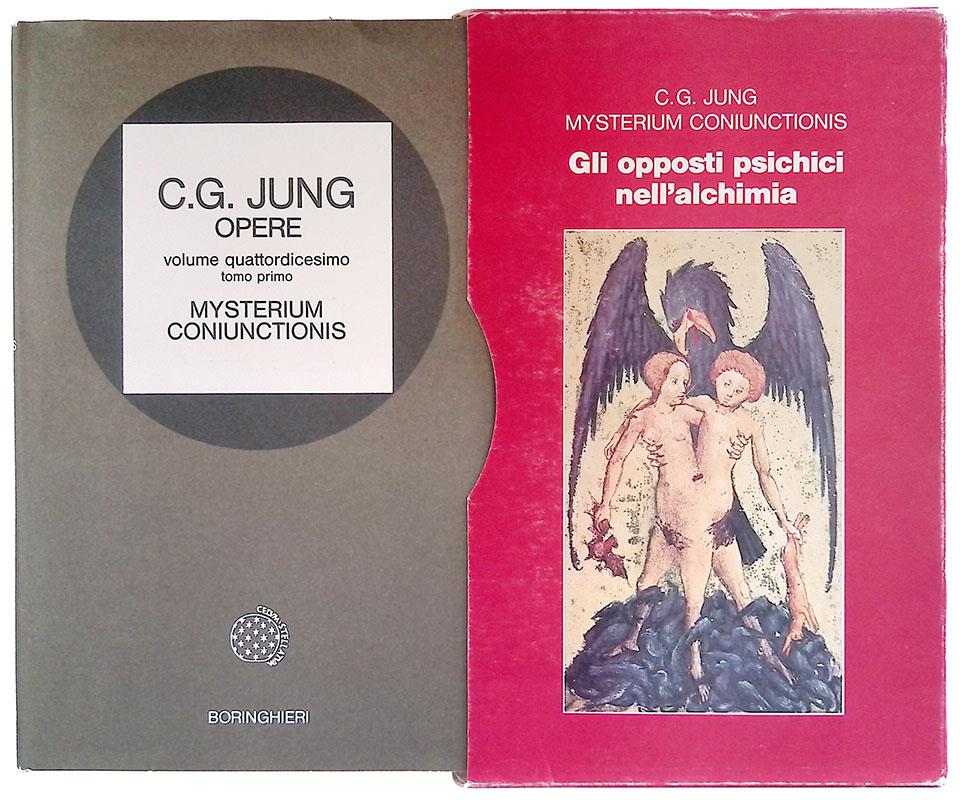 C.G. JUNG
OPERE
volume quattordicesimo
tomo primo
MYSTERIUM
CONIUNCTIONIS
BORINGHIERI
C.G. JUNG
MYSTERIUM CONIUNCTIONIS
Gli opposti psichici
nell'alchimia